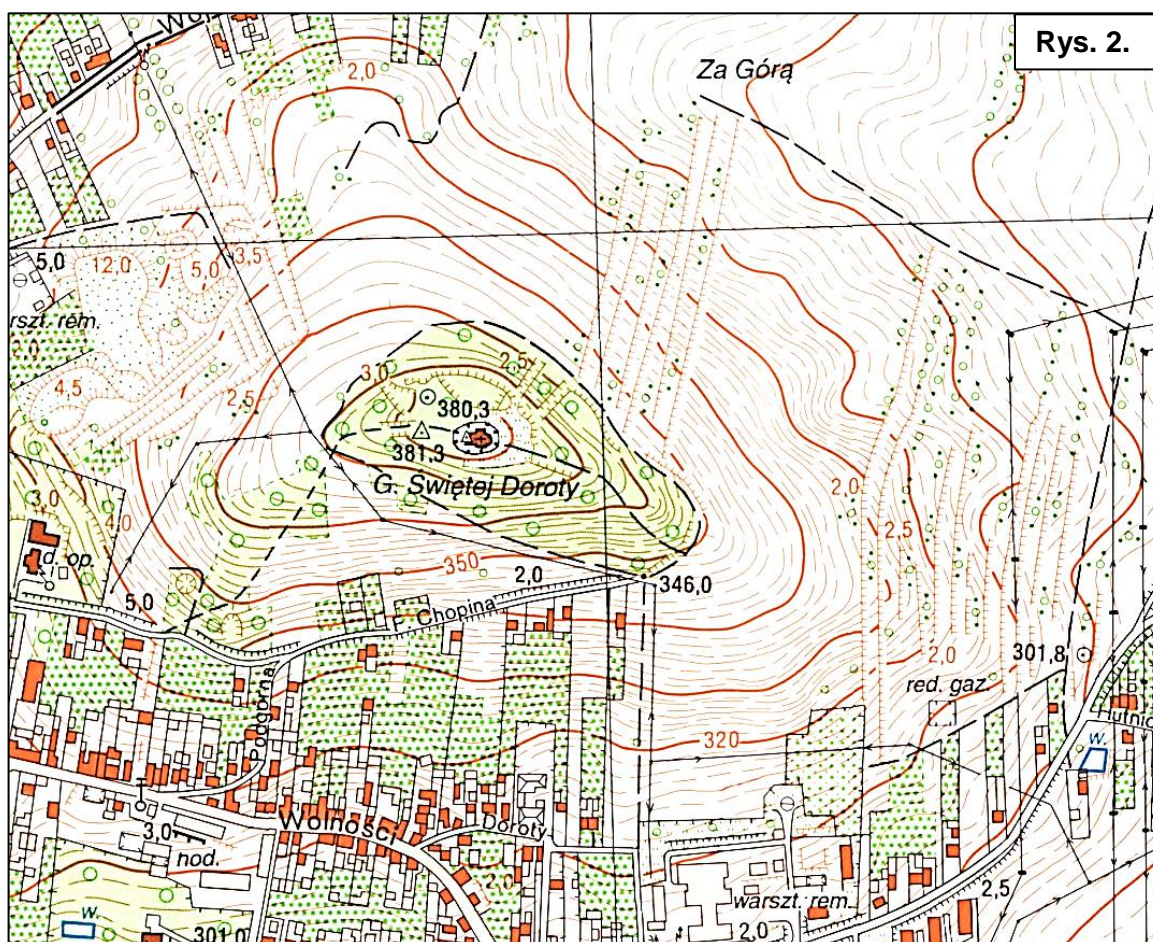 Rys. 2.
Za Górą
2,0
5,0
12,0
5,0
3,5
rszt. rem.
4,5
2,5
3,0
2,5
380,3
381,3
G. Świętej Doroty
3,0
4,0
d. op.
5,0
350
2,0
346,0
F. Chopina
2,0
2,5
2,0
301,8
red. gaz.
Podgórna
320
w.
Wolności
Doroty
3,0
nod.
2,0
w.
301,0
warszt. rem.
2,0
2,5